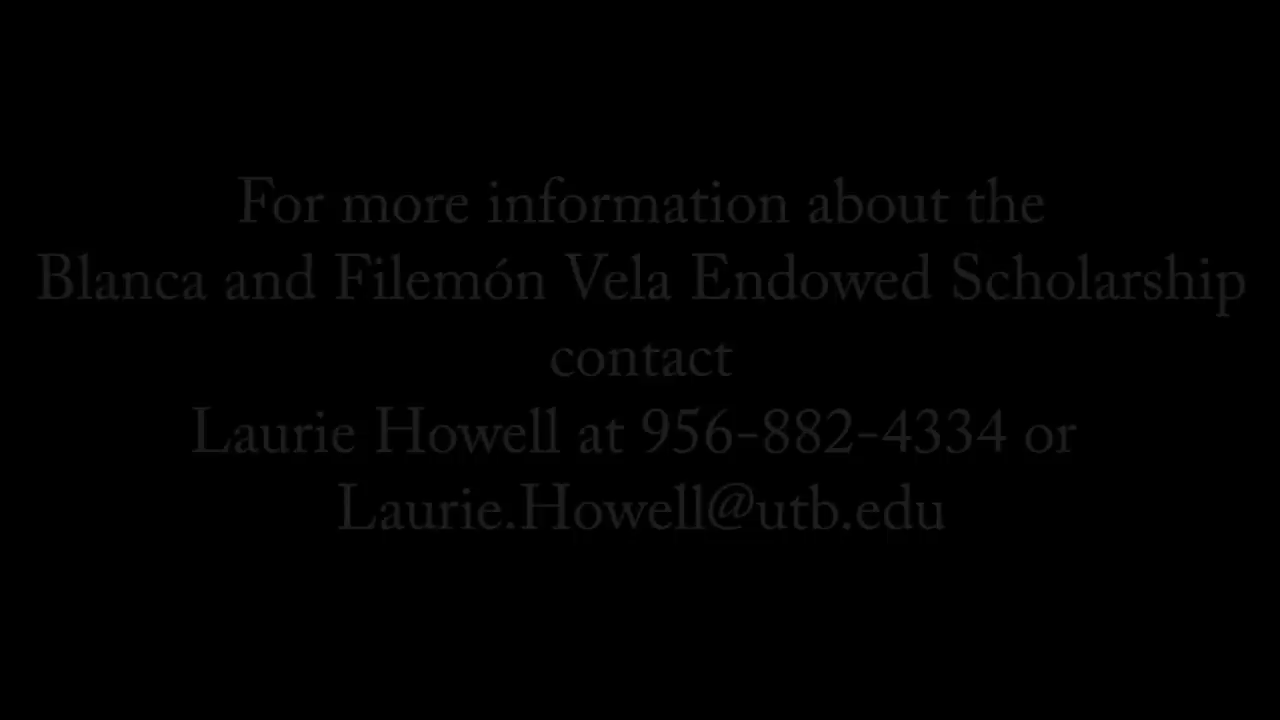 For more information about the
Blanca and Filemón Vela Endowed Scholarship
contact
Laurie Howell at 956-882-4334 or
Laurie.Howell@utb.edu